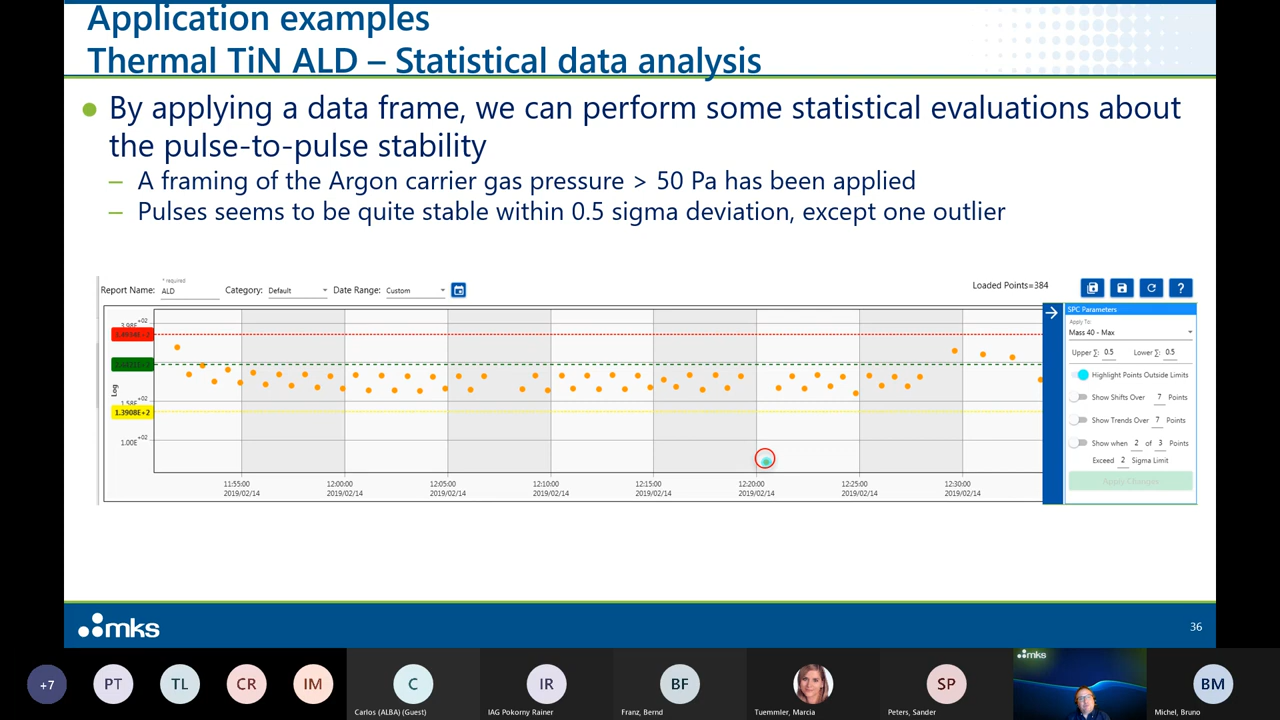 Application examples
Thermal TiN ALD – Statistical data analysis
By applying a data frame, we can perform some statistical evaluations about
the pulse-to-pulse stability
– A framing of the Argon carrier gas pressure > 50 Pa has been applied
– Pulses seems to be quite stable within 0.5 sigma deviation, except one outlier
* required
Report Name: ALD Category: Default Date Range: Custom Loaded Points=384
?
SPC Parameters
Apply To:
Mass 40 - Max
Upper ∑: 0.5 Lower ∑: 0.5
Highlight Points Outside Limits
Show Shifts Over 7 Points
Show Trends Over 7 Points
Show when 2 of 3 Points
Exceed 2 Sigma Limit
Apply Changes
3.98E+02
Log
1.58E+02
1.3908E+2
1.00E+02
11:55:00 12:00:00 12:05:00 12:10:00 12:15:00 12:20:00 12:25:00 12:30:00
2019/02/14 2019/02/14 2019/02/14 2019/02/14 2019/02/14 2019/02/14 2019/02/14 2019/02/14
mks
36
+7 PT TL CR IM C IR BF SP mks BM
Carlos (ALBA) (Guest) IAG Pokorny Rainer Franz, Bernd Tuemmler, Marcia Peters, Sander Michel, Bruno